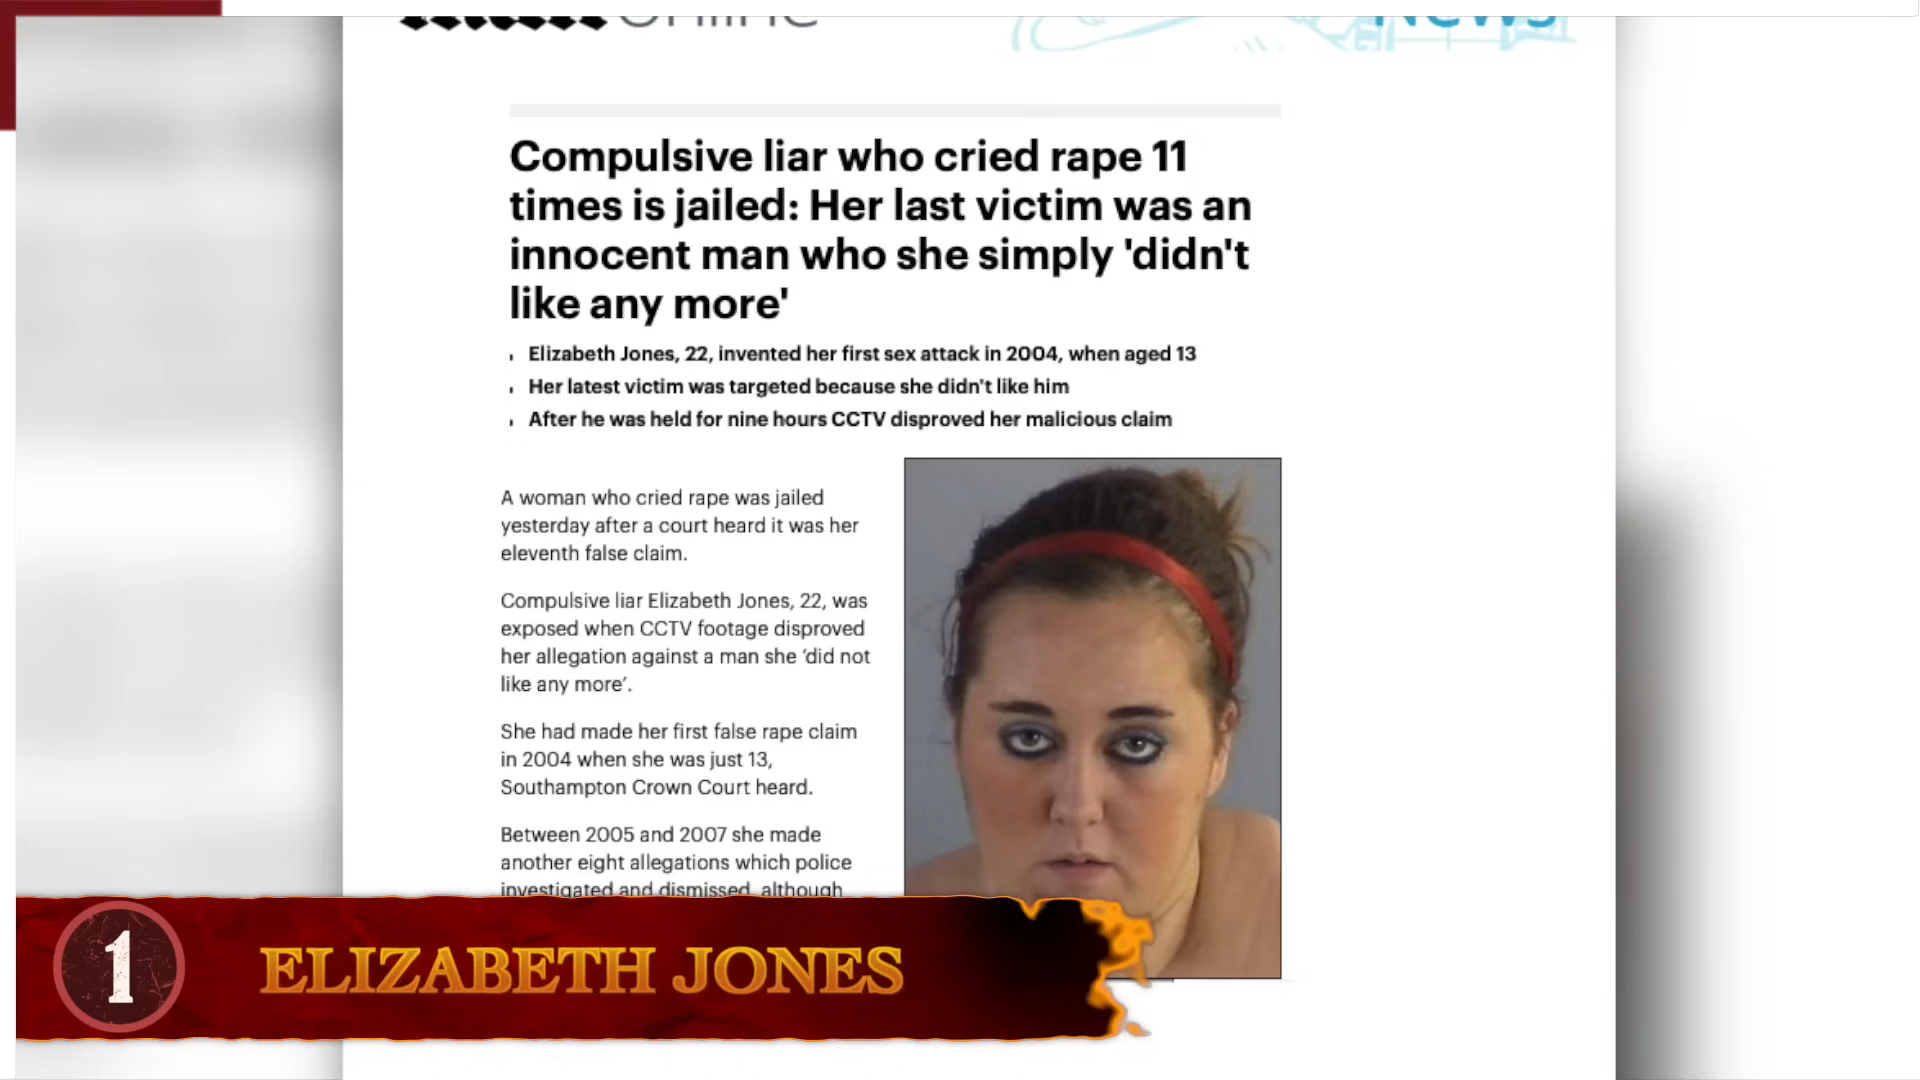 Online
News
Compulsive liar who cried rape 11
times is jailed: Her last victim was an
innocent man who she simply 'didn't
like any more'
Elizabeth Jones, 22, invented her first sex attack in 2004, when aged 13
Her latest victim was targeted because she didn't like him
After he was held for nine hours CCTV disproved her malicious claim
A woman who cried rape was jailed
yesterday after a court heard it was her
eleventh false claim.
Compulsive liar Elizabeth Jones, 22, was
exposed when CCTV footage disproved
her allegation against a man she ‘did not
like any more’.
She had made her first false rape claim
in 2004 when she was just 13,
Southampton Crown Court heard.
Between 2005 and 2007 she made
another eight allegations which police
investigated and dismissed, although
1
ELIZABETH JONES